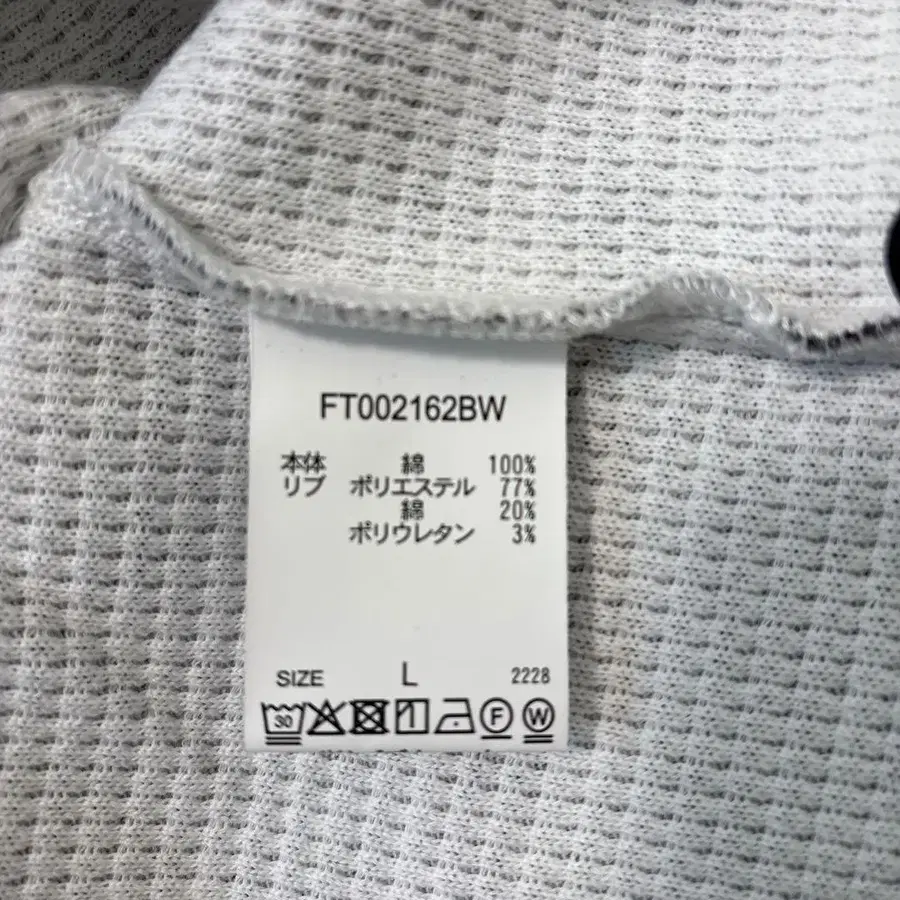 FT002162BW
本体 綿 100%
リブ ポリエステル 77%
綿 20%
ポリウレタン 3%
SIZE L 2228
30 F W